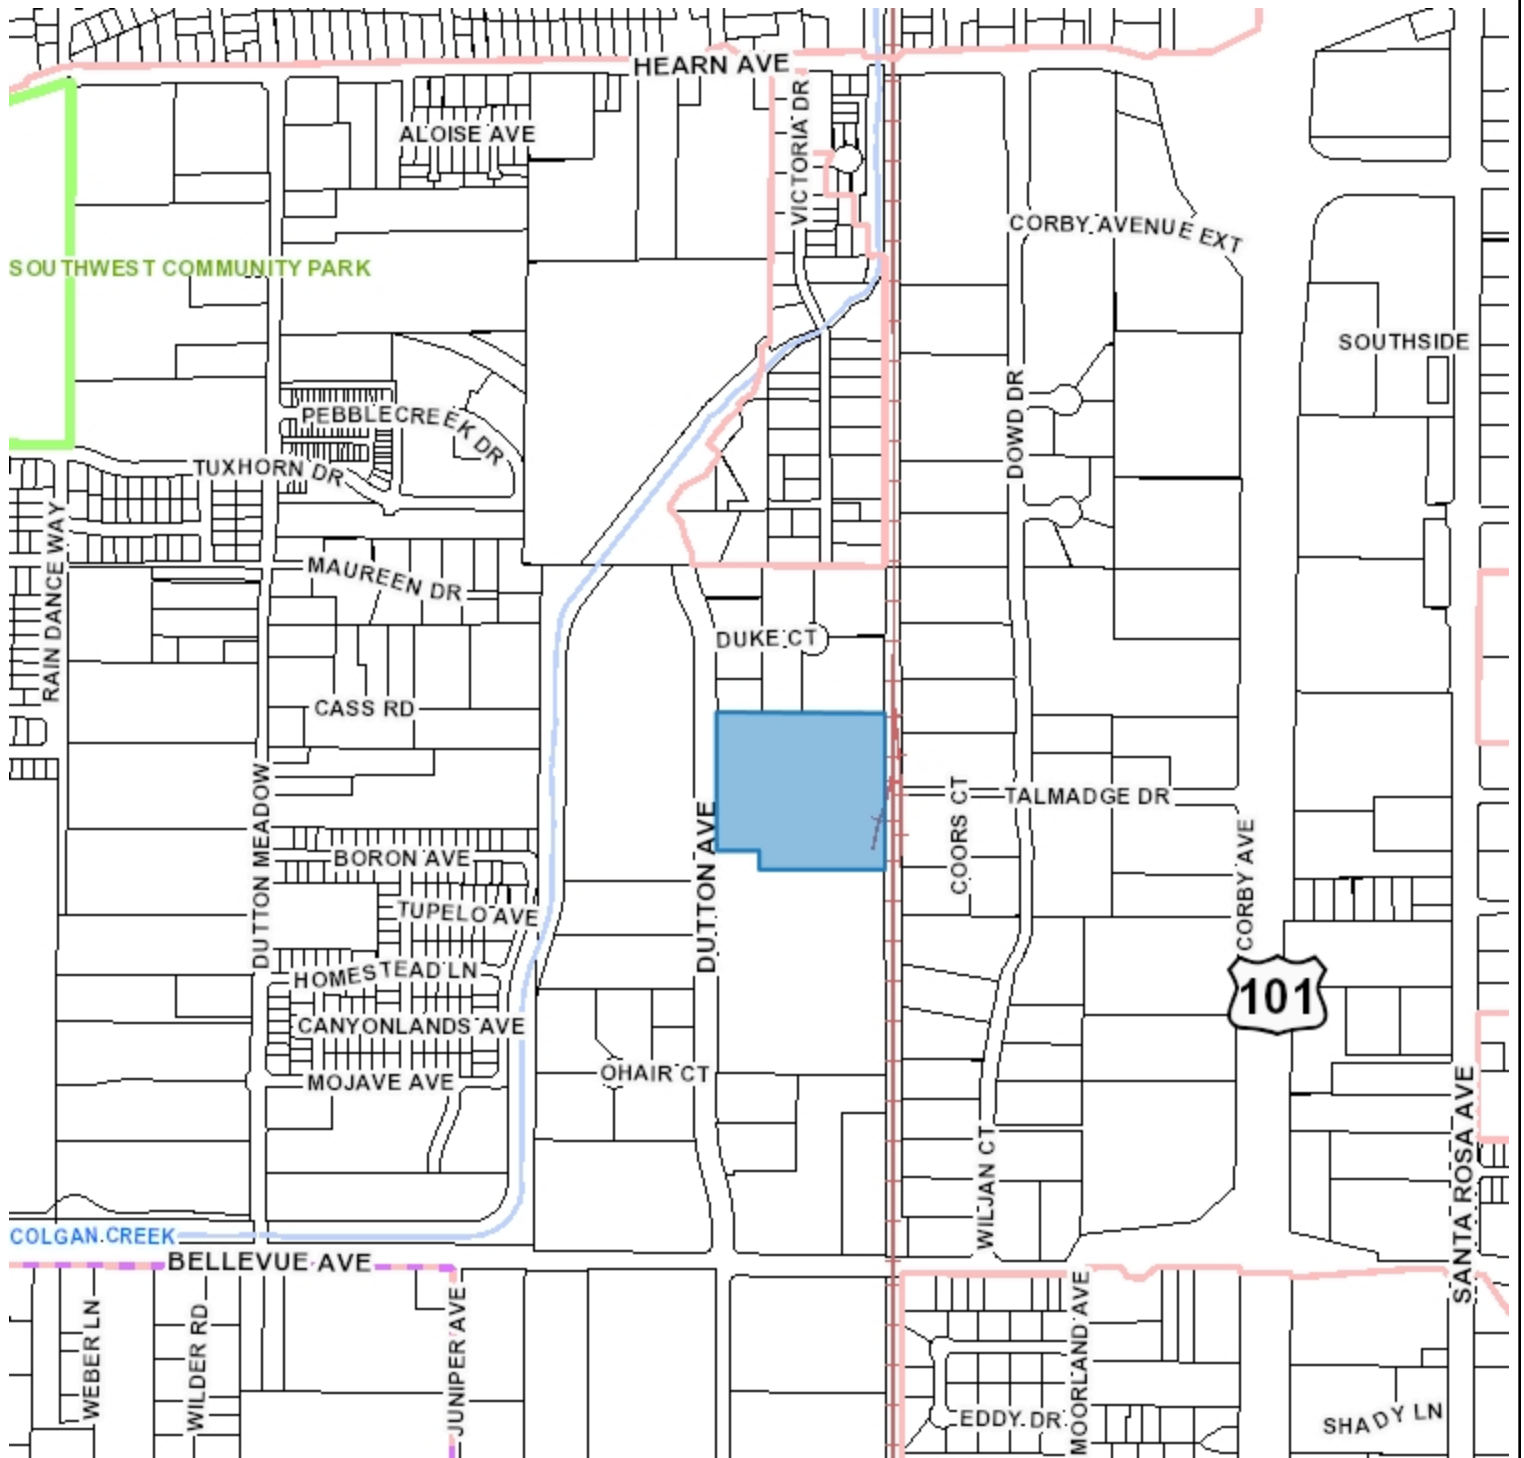 HEARN AVE
VICTORIA DR
ALOISE AVE
CORBY AVENUE EXT
SOUTHWEST COMMUNITY PARK
SOUTHSIDE
PEBBLECREEK DR
DOWD DR
TUXHORN DR
RAIN DANCE WAY
MAUREEN DR
DUKE CT
CASS RD
DUTTON MEADOW
DUTTON AVE
COORS CT
TALMADGE DR
CORBY AVE
BORON AVE
TUPELO AVE
HOMESTEAD LN
101
CANYONLANDS AVE
OHAIR CT
MOJAVE AVE
SANTA ROSA AVE
WILJAN CT
COLGAN CREEK
BELLEVUE AVE
WEBER LN
WILDER RD
JUNIPER AVE
MOORLAND AVE
EDDY DR
SHADY LN